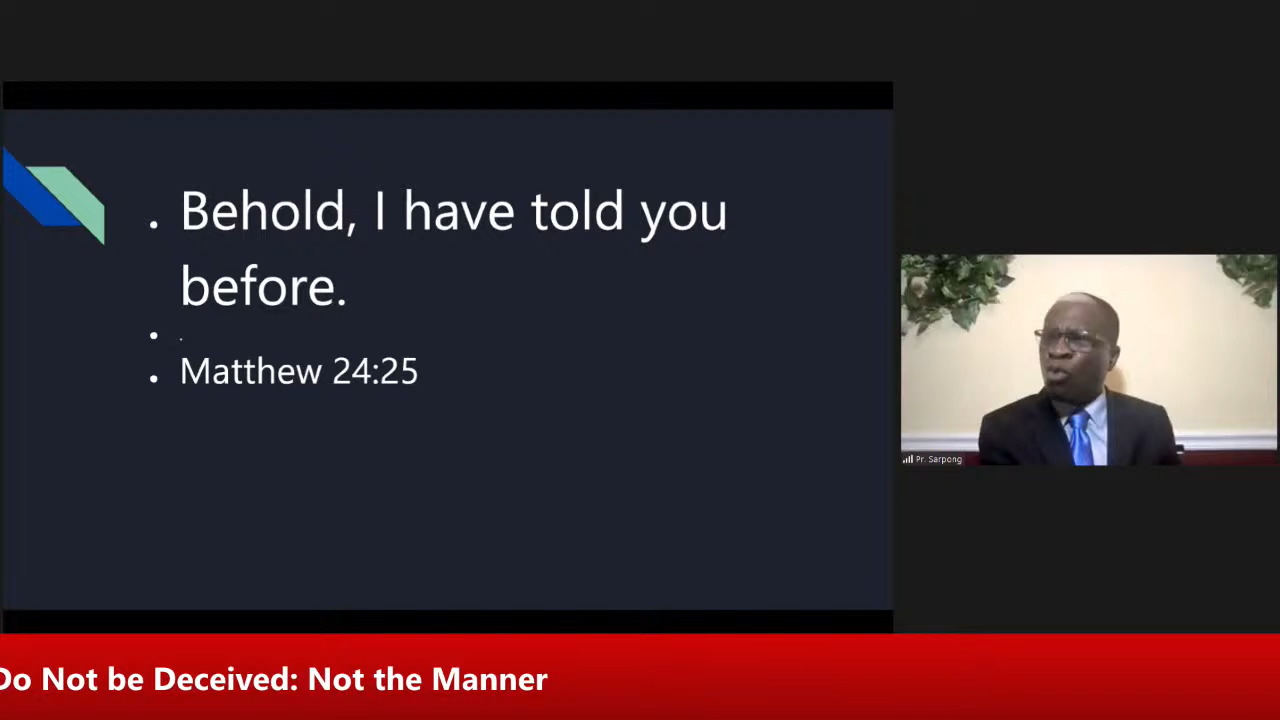 Behold, I have told you
before.
.
Matthew 24:25
Pr. Sarpong
Do Not be Deceived: Not the Manner